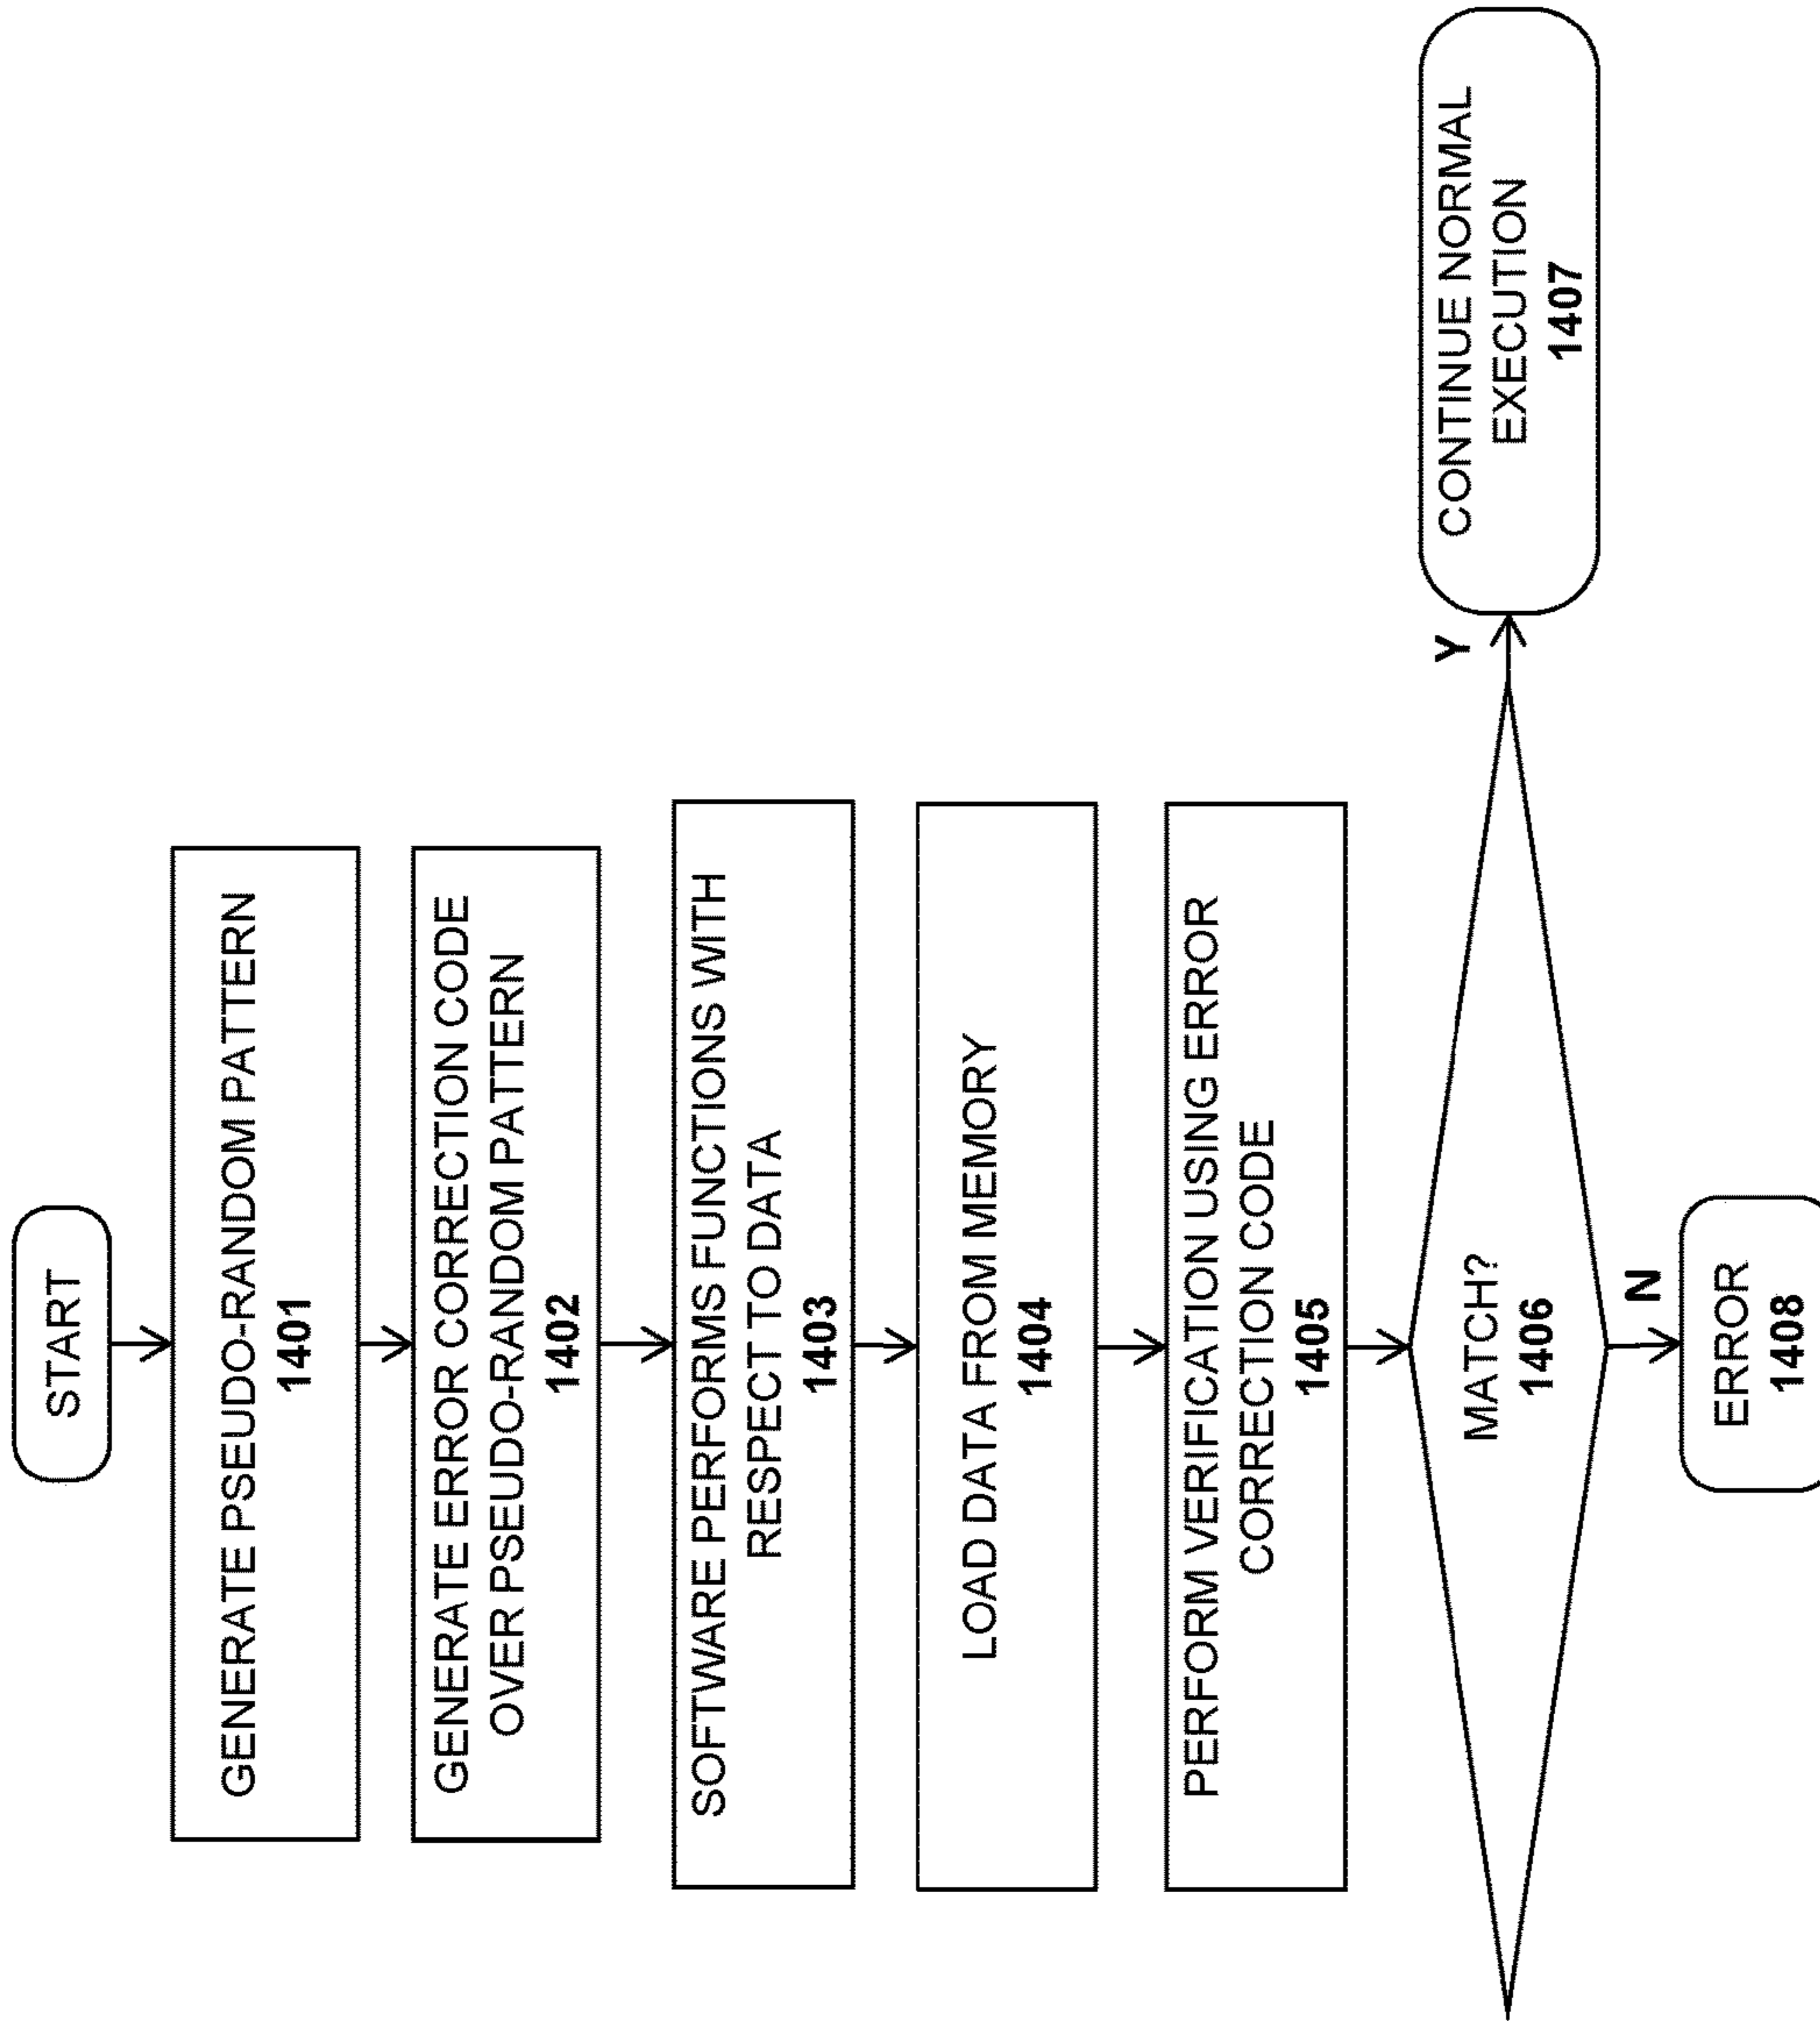 START
GENERATE PSEUDO-RANDOM PATTERN
1401
GENERATE ERROR CORRECTION CODE
OVER PSEUDO-RANDOM PATTERN
1402
SOFTWARE PERFORMS FUNCTIONS WITH
RESPECT TO DATA
1403
LOAD DATA FROM MEMORY
1404
PERFORM VERIFICATION USING ERROR
CORRECTION CODE
1405
MATCH?
1406
Y
CONTINUE NORMAL
EXECUTION
1407
N
ERROR
1408